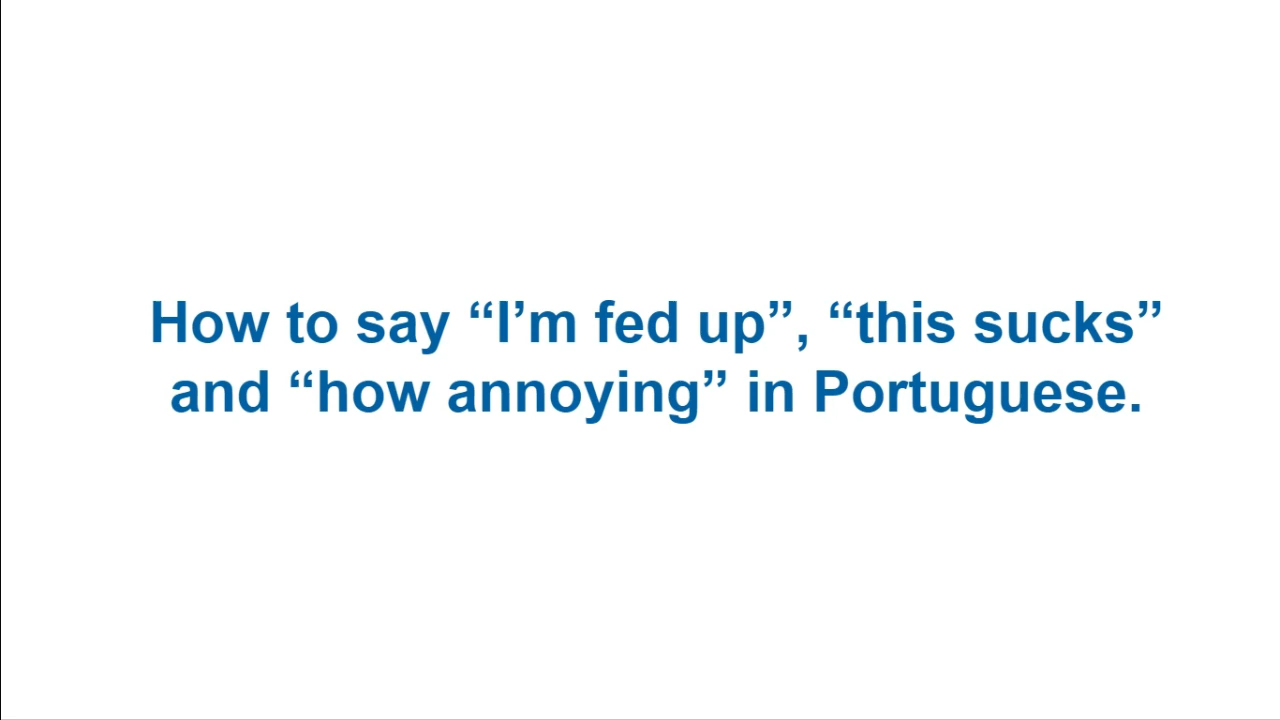 How to say “I’m fed up”, “this sucks”
and “how annoying” in Portuguese.